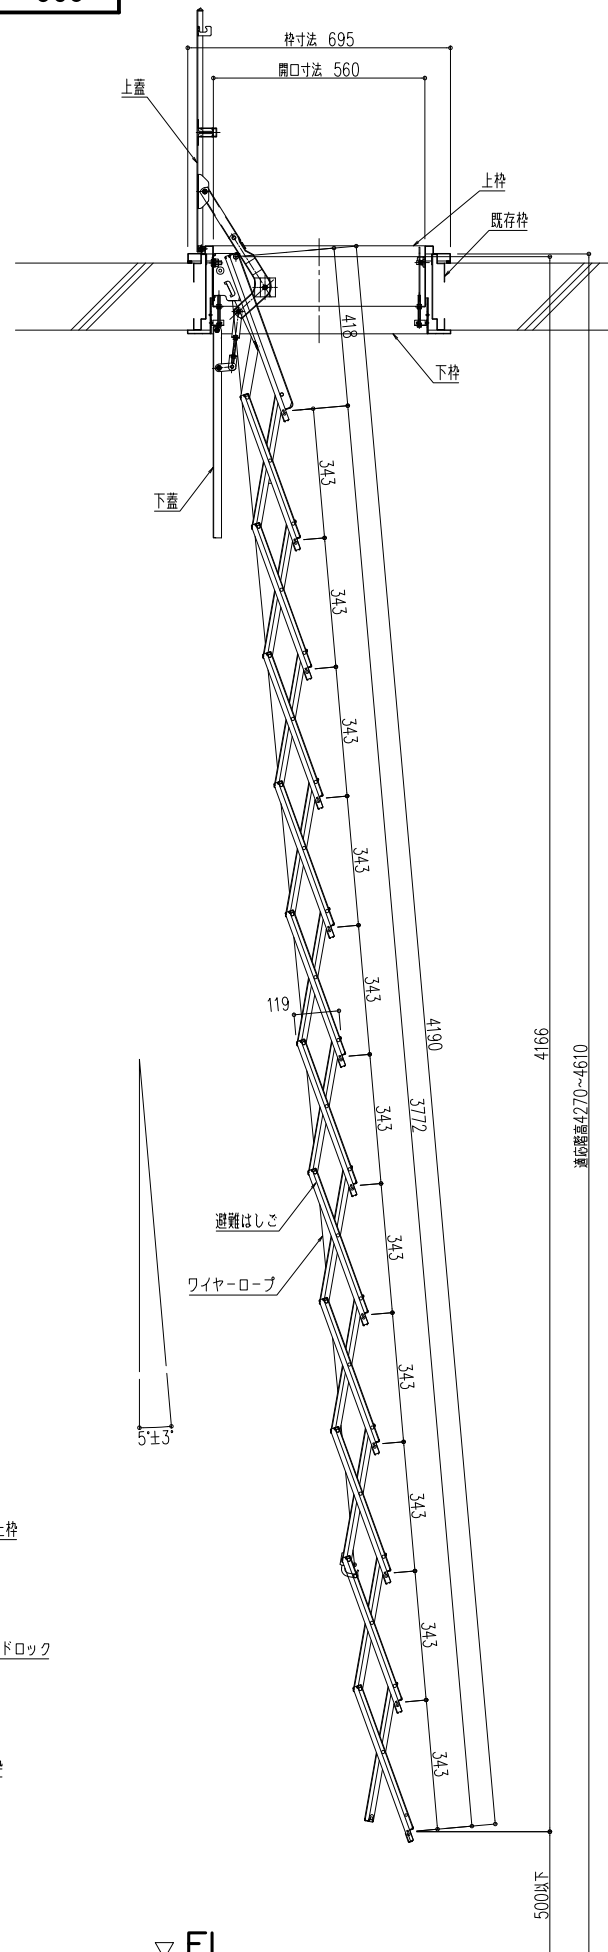 枠寸法 695
開口寸法 560
上蓋
上枠
既存枠
418
下枠
343
下蓋
343
343
343
343
119
4190
4166
適応階高4270~4610
3772
343
343
避難はしご
ワイヤーロープ
343
5°±3°
343
上枠
343
ドロック
343
500以下
▽ FL